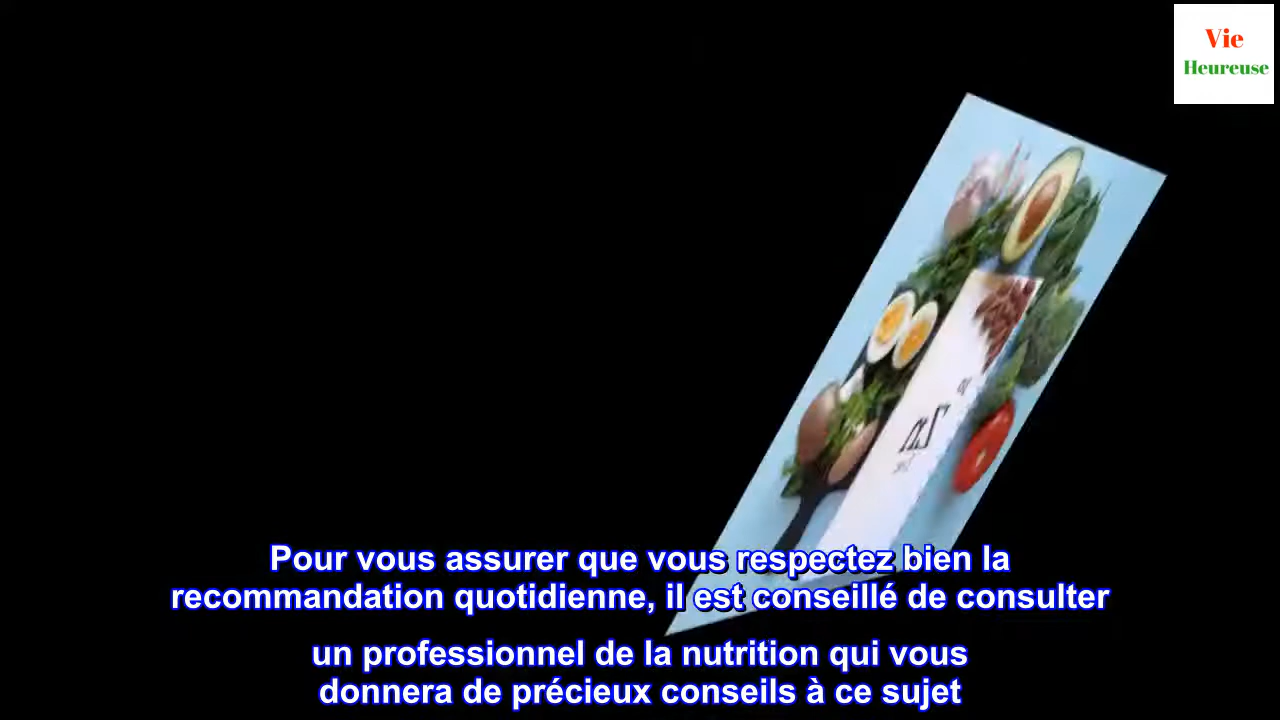 Vie
Heureuse
Pour vous assurer que vous respectez bien la
recommandation quotidienne, il est conseillé de consulter
un professionnel de la nutrition qui vous
donnera de précieux conseils à ce sujet